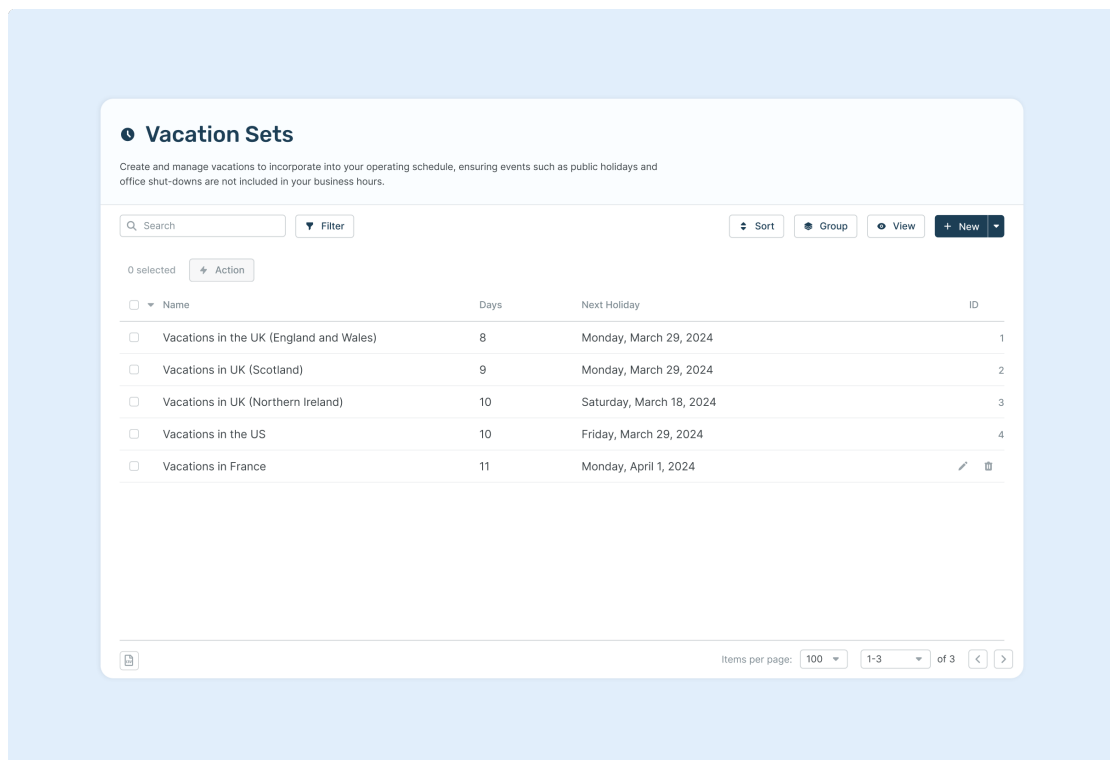 Vacation Sets
Create and manage vacations to incorporate into your operating schedule, ensuring events such as public holidays and
office shut-downs are not included in your business hours.
Search Filter Sort Group View + New
0 selected Action
Name Days Next Holiday ID
Vacations in the UK (England and Wales) 8 Monday, March 29, 2024 1
Vacations in UK (Scotland) 9 Monday, March 29, 2024 2
Vacations in UK (Northern Ireland) 10 Saturday, March 18, 2024 3
Vacations in the US 10 Friday, March 29, 2024 4
Vacations in France 11 Monday, April 1, 2024
Items per page: 100 1-3 of 3